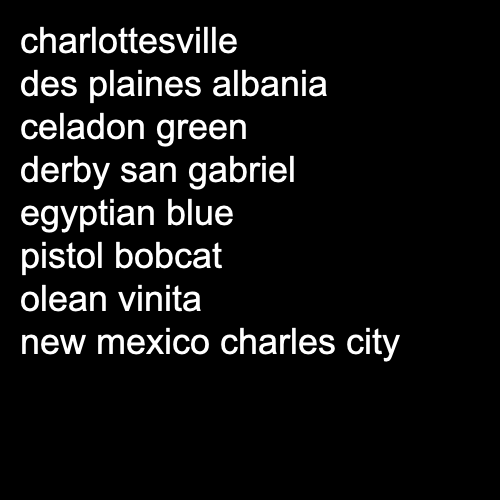 charlottesville
des plaines albania
celadon green
derby san gabriel
egyptian blue
pistol bobcat
olean vinita
new mexico charles city